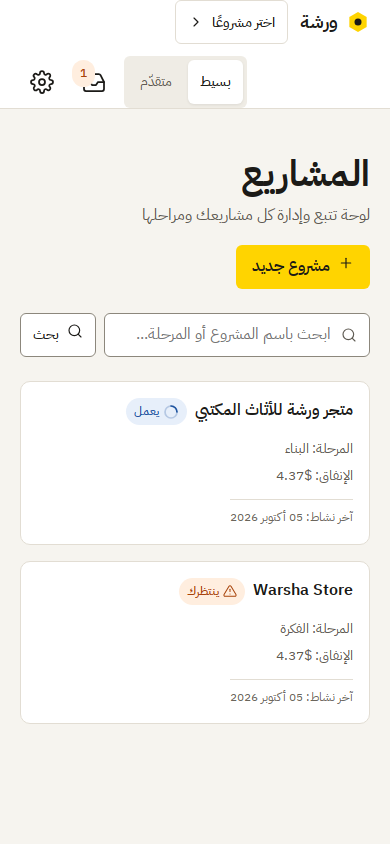 ورشة
اختر مشروعًا
بسيط
متقدّم
1
المشاريع
لوحة تتبع وإدارة كل مشاريعك ومراحلها
+ مشروع جديد
ابحث باسم المشروع أو المرحلة...
بحث
متجر ورشة للأثاث المكتبي
يعمل
المرحلة: البناء
الإنفاق: $4.37
آخر نشاط: 05 أكتوبر 2026
Warsha Store
ينتظرك
المرحلة: الفكرة
الإنفاق: $4.37
آخر نشاط: 05 أكتوبر 2026